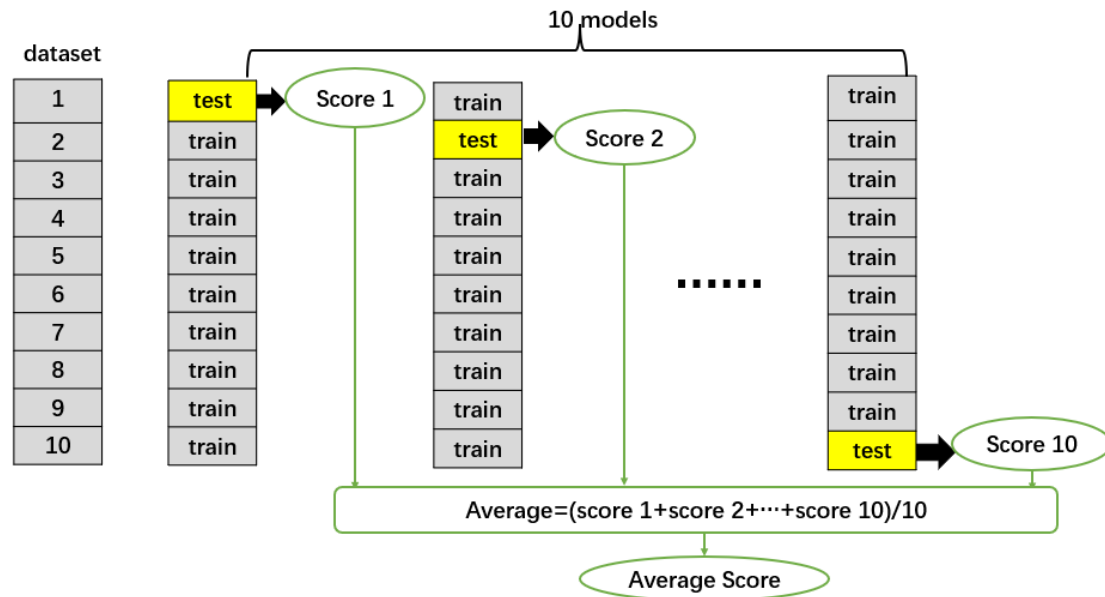 10 models
dataset
1
2
3
4
5
6
7
8
9
10
test
train
train
train
train
train
train
train
train
train
Score 1
train
test
train
train
train
train
train
train
train
train
Score 2
......
train
train
train
train
train
train
train
train
train
test
Score 10
Average=(score 1+score 2+···+score 10)/10
Average Score